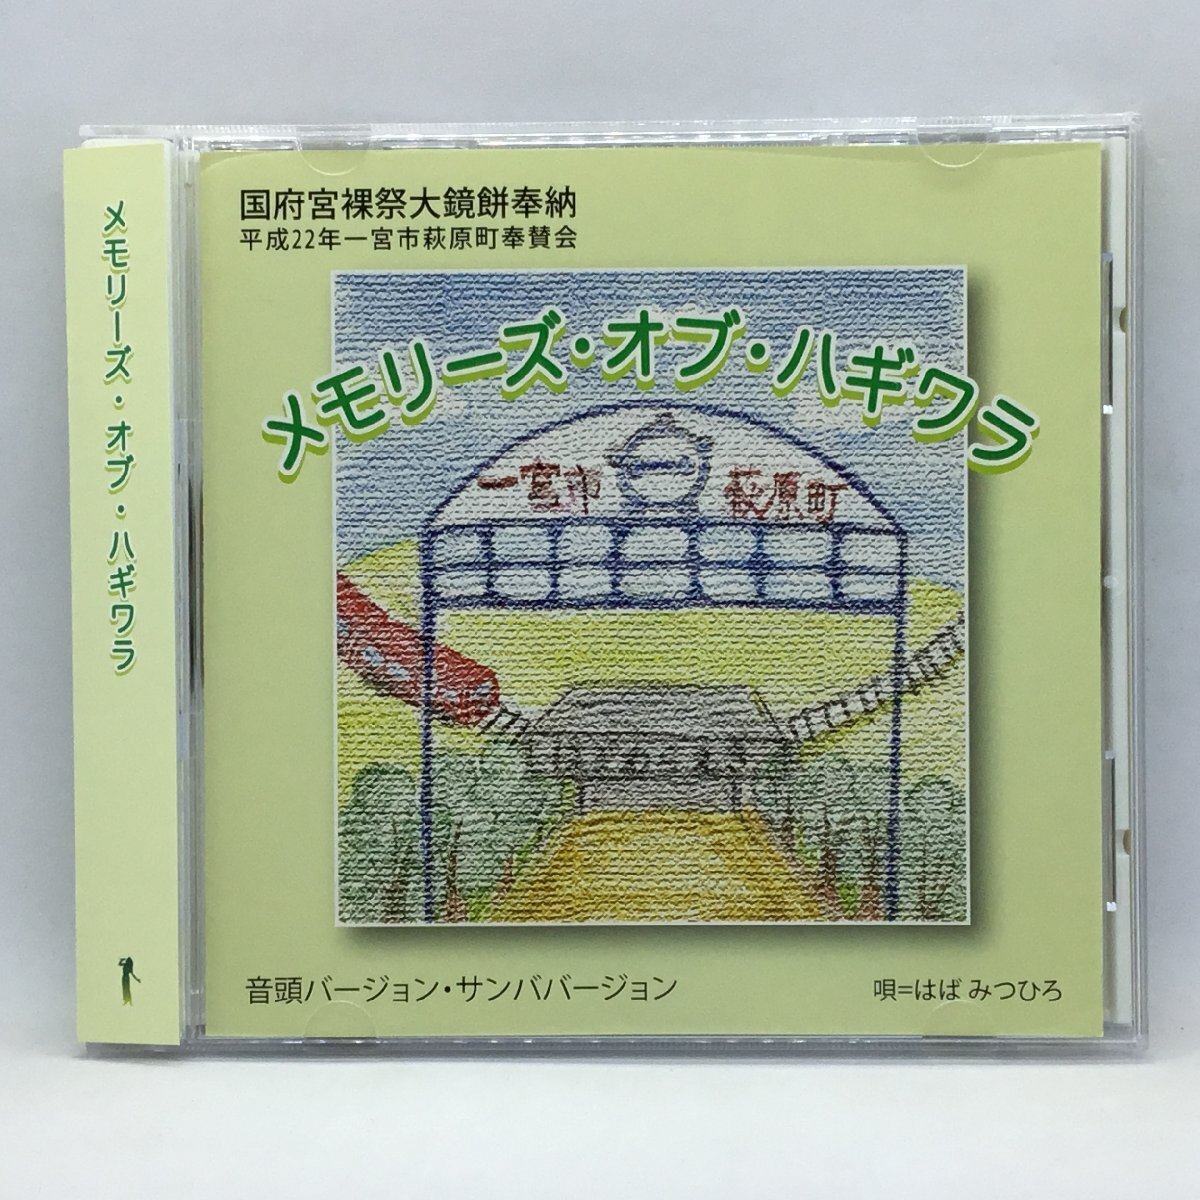 メモリーズ・オブ・ハギワラ
国府宮裸祭大鏡餅奉納
平成22年一宮市萩原町奉賛会
メモリーズ・オブ・ハギワラ
一宮市 萩原町
音頭バージョン・サンババージョン
唄=はば みつひろ